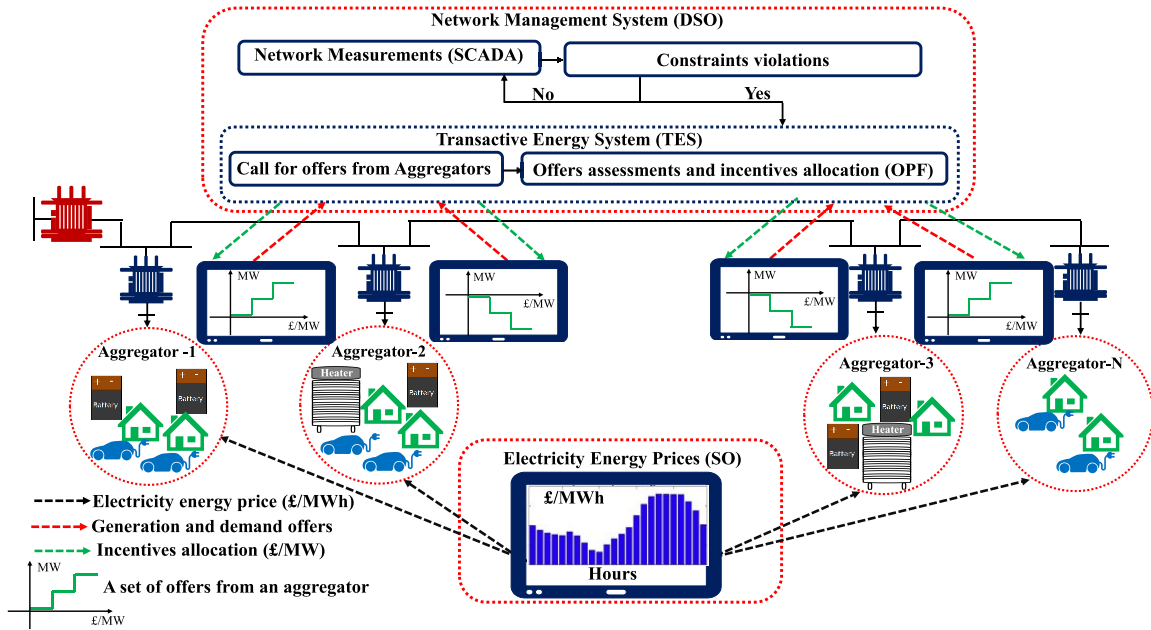 Network Management System (DSO)
Network Measurements (SCADA)
Constraints violations
No
Yes
Transactive Energy System (TES)
Call for offers from Aggregators
Offers assessments and incentives allocation (OPF)
MW
£/MW
MW
£/MW
MW
£/MW
MW
£/MW
Aggregator -1
Battery
Battery
Aggregator-2
Heater
Battery
Aggregator-3
Battery
Battery
Heater
Aggregator-N
Electricity Energy Prices (SO)
£/MWh
Hours
Electricity energy price (£/MWh)
Generation and demand offers
Incentives allocation (£/MW)
MW
A set of offers from an aggregator
£/MW